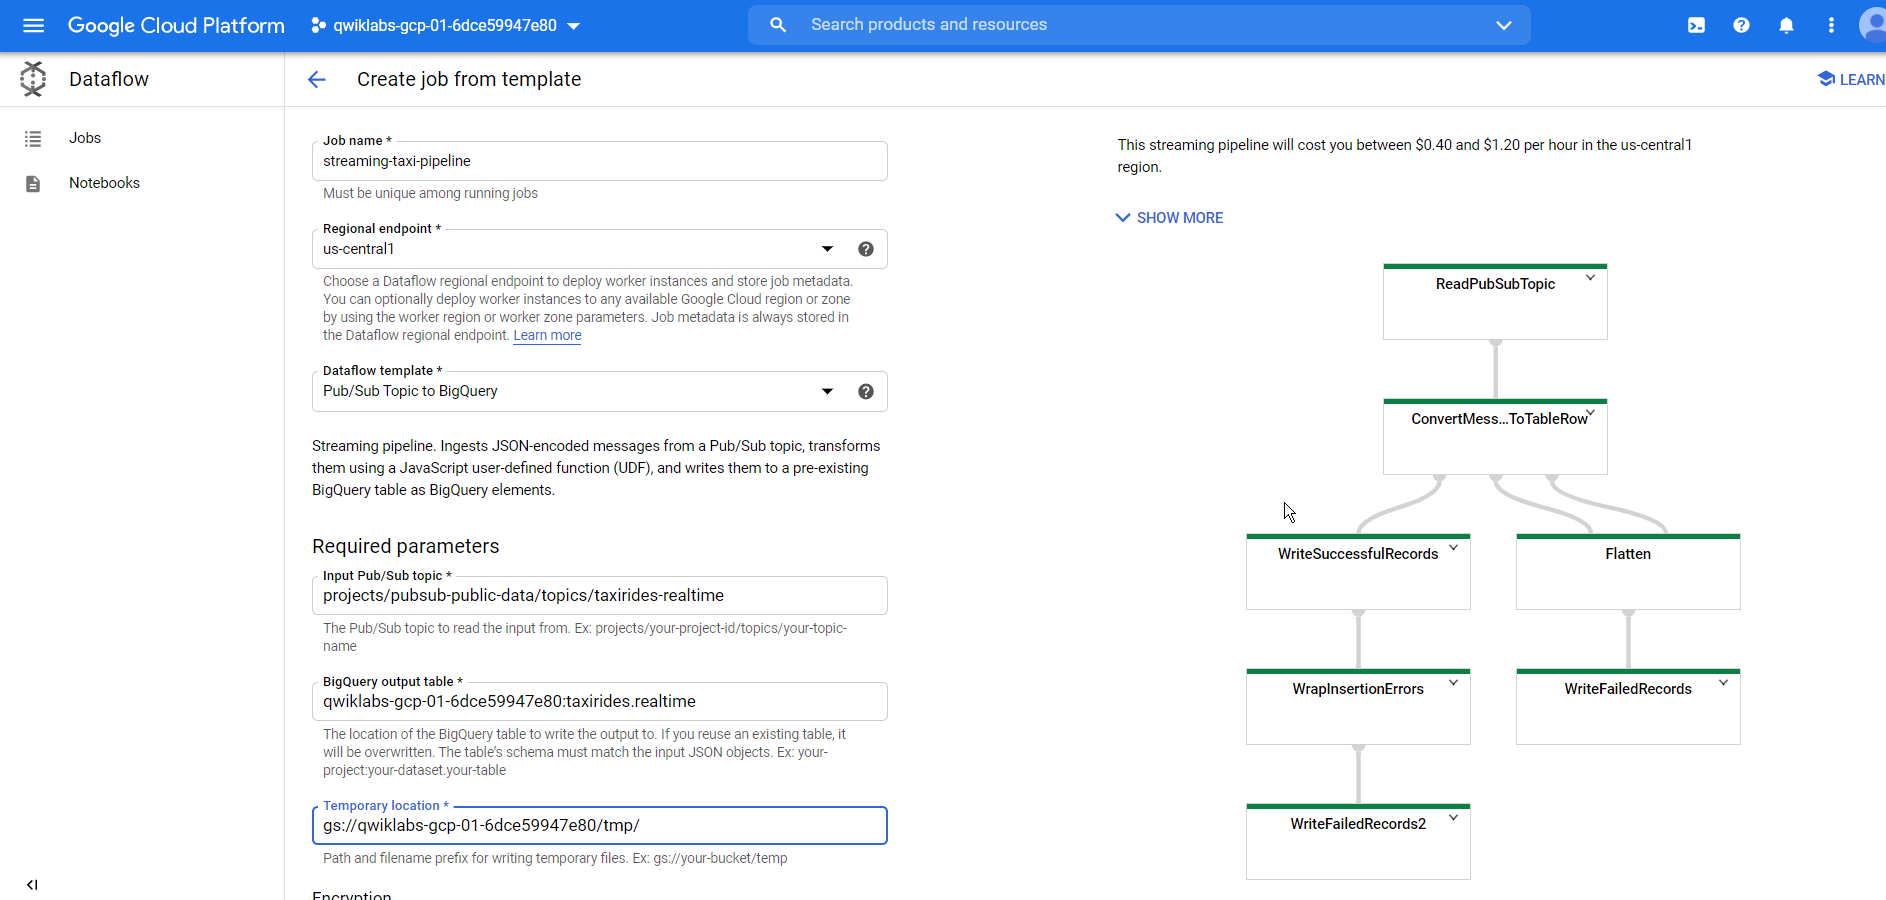 Google Cloud Platform
qwiklabs-gcp-01-6dce59947e80
Search products and resources
Dataflow
Create job from template
LEARN
Jobs
Notebooks
Job name *
streaming-taxi-pipeline
Must be unique among running jobs
Regional endpoint *
us-central1
Choose a Dataflow regional endpoint to deploy worker instances and store job metadata.
You can optionally deploy worker instances to any available Google Cloud region or zone
by using the worker region or worker zone parameters. Job metadata is always stored in
the Dataflow regional endpoint. Learn more
Dataflow template *
Pub/Sub Topic to BigQuery
Streaming pipeline. Ingests JSON-encoded messages from a Pub/Sub topic, transforms
them using a JavaScript user-defined function (UDF), and writes them to a pre-existing
BigQuery table as BigQuery elements.
Required parameters
Input Pub/Sub topic *
projects/pubsub-public-data/topics/taxirides-realtime
The Pub/Sub topic to read the input from. Ex: projects/your-project-id/topics/your-topic-
name
BigQuery output table *
qwiklabs-gcp-01-6dce59947e80:taxirides.realtime
The location of the BigQuery table to write the output to. If you reuse an existing table, it
will be overwritten. The table's schema must match the input JSON objects. Ex: your-
project:your-dataset.your-table
Temporary location *
gs://qwiklabs-gcp-01-6dce59947e80/tmp/
Path and filename prefix for writing temporary files. Ex: gs://your-bucket/temp
Encryption
This streaming pipeline will cost you between $0.40 and $1.20 per hour in the us-central1
region.
SHOW MORE
ReadPubSubTopic
ConvertMess...ToTableRow
WriteSuccessfulRecords
Flatten
WrapInsertionErrors
WriteFailedRecords
WriteFailedRecords2